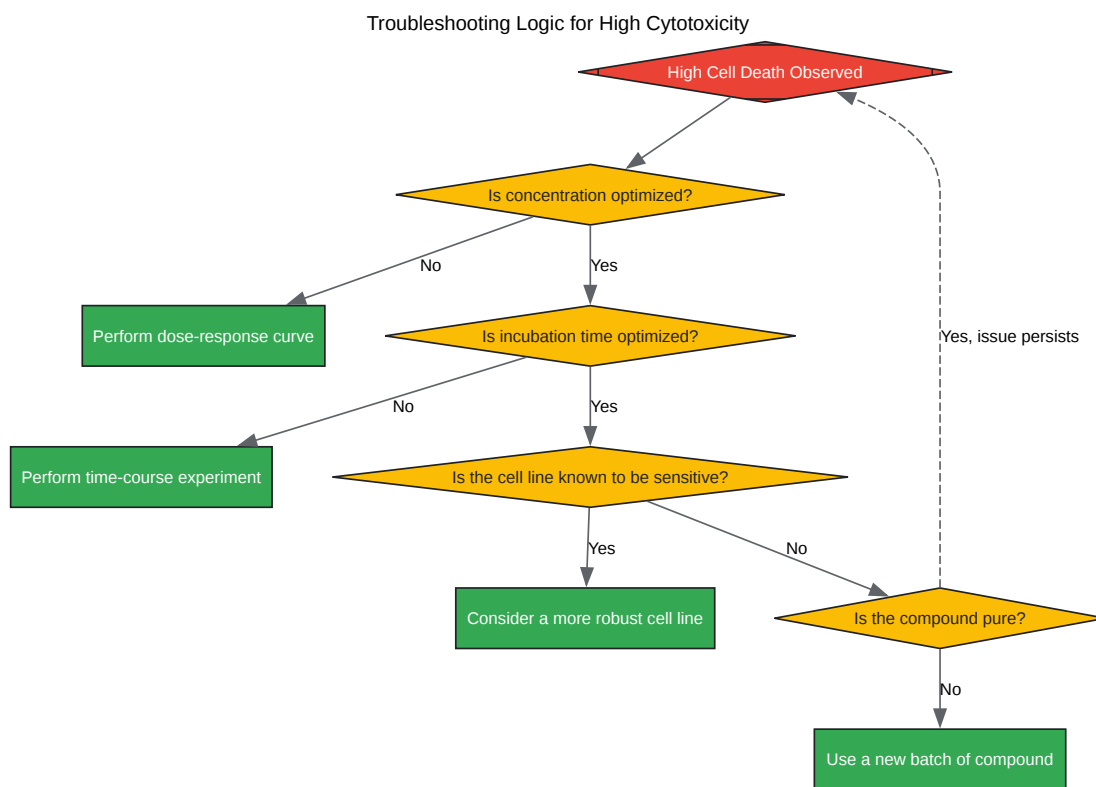 Troubleshooting Logic for High Cytotoxicity
High Cell Death Observed
Is concentration optimized?
No
Yes
Perform dose-response curve
Is incubation time optimized?
Yes, issue persists
No
Yes
Perform time-course experiment
Is the cell line known to be sensitive?
Yes
No
Consider a more robust cell line
Is the compound pure?
No
Use a new batch of compound